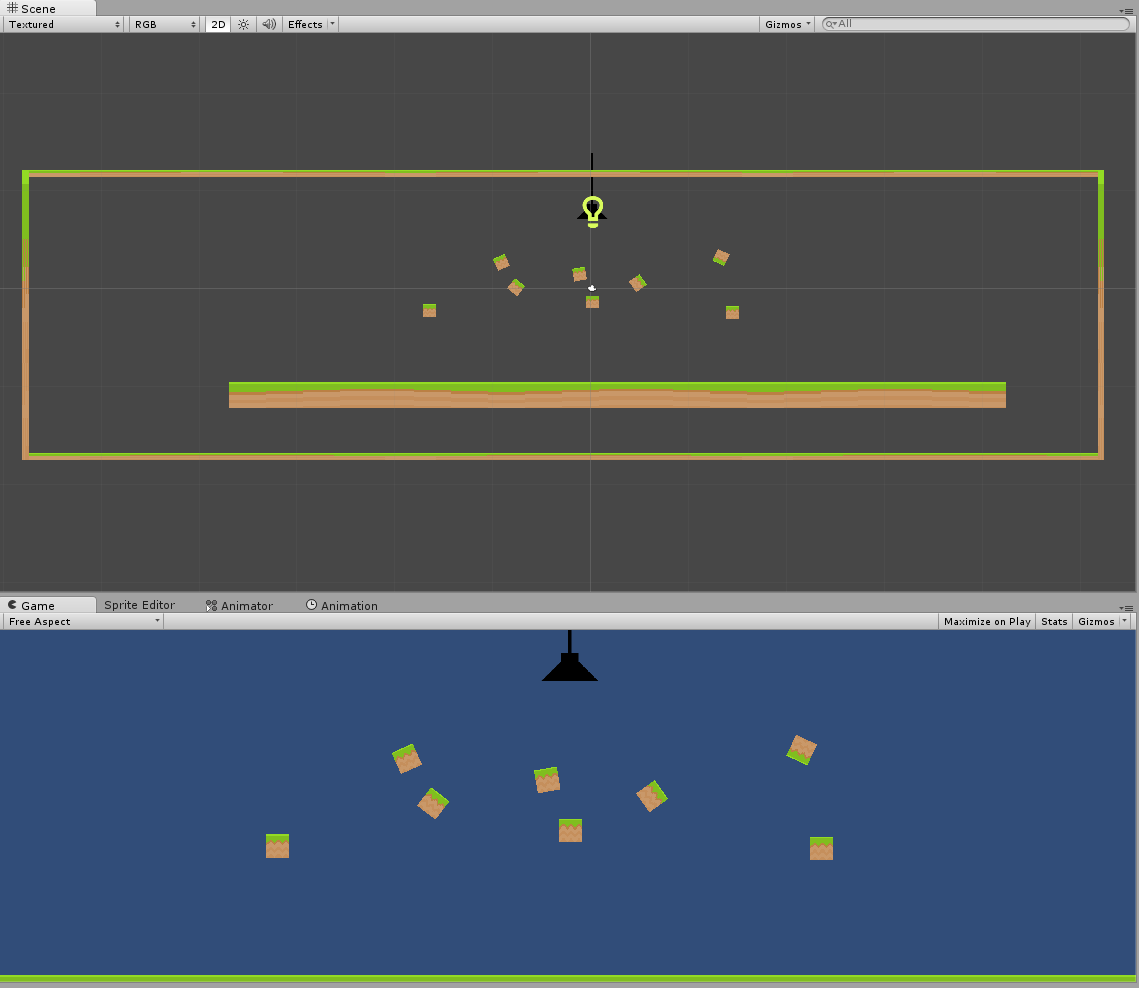 Scene
Textured RGB 2D Effects Gizmos All
Game Sprite Editor Animator Animation
Free Aspect Maximize on Play Stats Gizmos